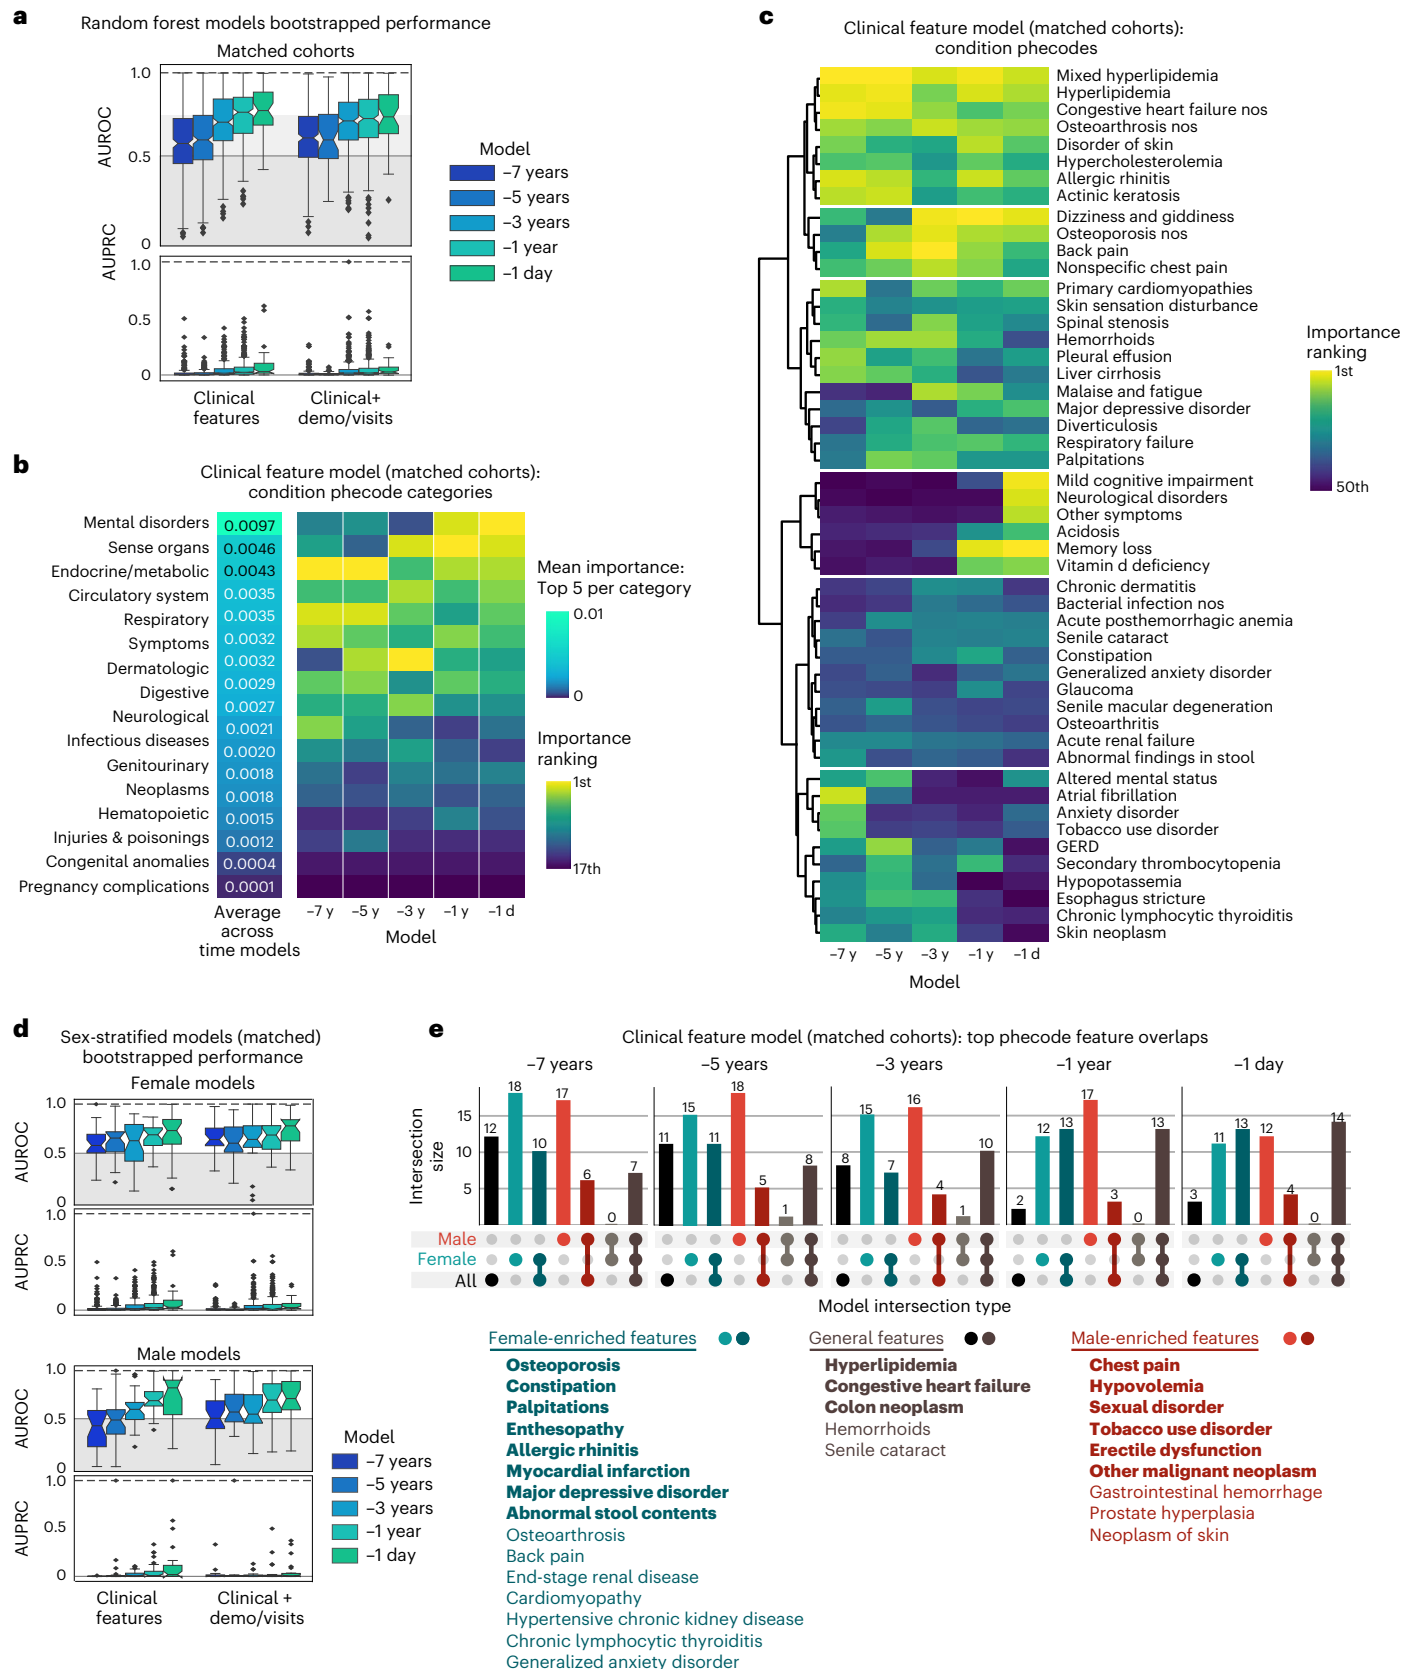 a
Random forest models bootstrapped performance
Matched cohorts
1.0
AUROC
0.5
0
1.0
AUPRC
0.5
0
Clinical features
Clinical+ demo/visits
Model
–7 years
–5 years
–3 years
–1 year
–1 day
b
Clinical feature model (matched cohorts):
condition phecode categories
Mental disorders 0.0097
Sense organs 0.0046
Endocrine/metabolic 0.0043
Circulatory system 0.0035
Respiratory 0.0035
Symptoms 0.0032
Dermatologic 0.0032
Digestive 0.0029
Neurological 0.0027
Infectious diseases 0.0021
Genitourinary 0.0020
Neoplasms 0.0018
Hematopoietic 0.0018
Injuries & poisonings 0.0015
Congenital anomalies 0.0012
Pregnancy complications 0.0004
0.0001
Average
across
time models
–7 y –5 y –3 y –1 y –1 d
Model
Mean importance:
Top 5 per category
0.01
0
Importance
ranking
1st
17th
c
Clinical feature model (matched cohorts):
condition phecodes
Mixed hyperlipidemia
Hyperlipidemia
Congestive heart failure nos
Osteoarthrosis nos
Disorder of skin
Hypercholesterolemia
Allergic rhinitis
Actinic keratosis
Dizziness and giddiness
Osteoporosis nos
Back pain
Nonspecific chest pain
Primary cardiomyopathies
Skin sensation disturbance
Spinal stenosis
Hemorrhoids
Pleural effusion
Liver cirrhosis
Malaise and fatigue
Major depressive disorder
Diverticulosis
Respiratory failure
Palpitations
Mild cognitive impairment
Neurological disorders
Other symptoms
Acidosis
Memory loss
Vitamin d deficiency
Chronic dermatitis
Bacterial infection nos
Acute posthemorrhagic anemia
Senile cataract
Constipation
Generalized anxiety disorder
Glaucoma
Senile macular degeneration
Osteoarthritis
Acute renal failure
Abnormal findings in stool
Altered mental status
Atrial fibrillation
Anxiety disorder
Tobacco use disorder
GERD
Secondary thrombocytopenia
Hypopotassemia
Esophagus stricture
Chronic lymphocytic thyroiditis
Skin neoplasm
–7 y –5 y –3 y –1 y –1 d
Model
Importance
ranking
1st
50th
d
Sex-stratified models (matched)
bootstrapped performance
Female models
1.0
AUROC
0.5
0
1.0
AUPRC
0.5
0
Male models
1.0
AUROC
0.5
0
1.0
AUPRC
0.5
0
Clinical features
Clinical + demo/visits
Model
–7 years
–5 years
–3 years
–1 year
–1 day
e
Clinical feature model (matched cohorts): top phecode feature overlaps
–7 years –5 years –3 years –1 year –1 day
Intersection
size
15
10
5
12 18 10 17 6 0 7
11 15 11 18 5 1 8
8 15 7 16 4 1 10
2 12 13 17 3 0 13
3 11 13 12 4 0 14
Male
Female
All
Model intersection type
Female-enriched features
Osteoporosis
Constipation
Palpitations
Enthesopathy
Allergic rhinitis
Myocardial infarction
Major depressive disorder
Abnormal stool contents
Osteoarthrosis
Back pain
End-stage renal disease
Cardiomyopathy
Hypertensive chronic kidney disease
Chronic lymphocytic thyroiditis
Generalized anxiety disorder
General features
Hyperlipidemia
Congestive heart failure
Colon neoplasm
Hemorrhoids
Senile cataract
Male-enriched features
Chest pain
Hypovolemia
Sexual disorder
Tobacco use disorder
Erectile dysfunction
Other malignant neoplasm
Gastrointestinal hemorrhage
Prostate hyperplasia
Neoplasm of skin